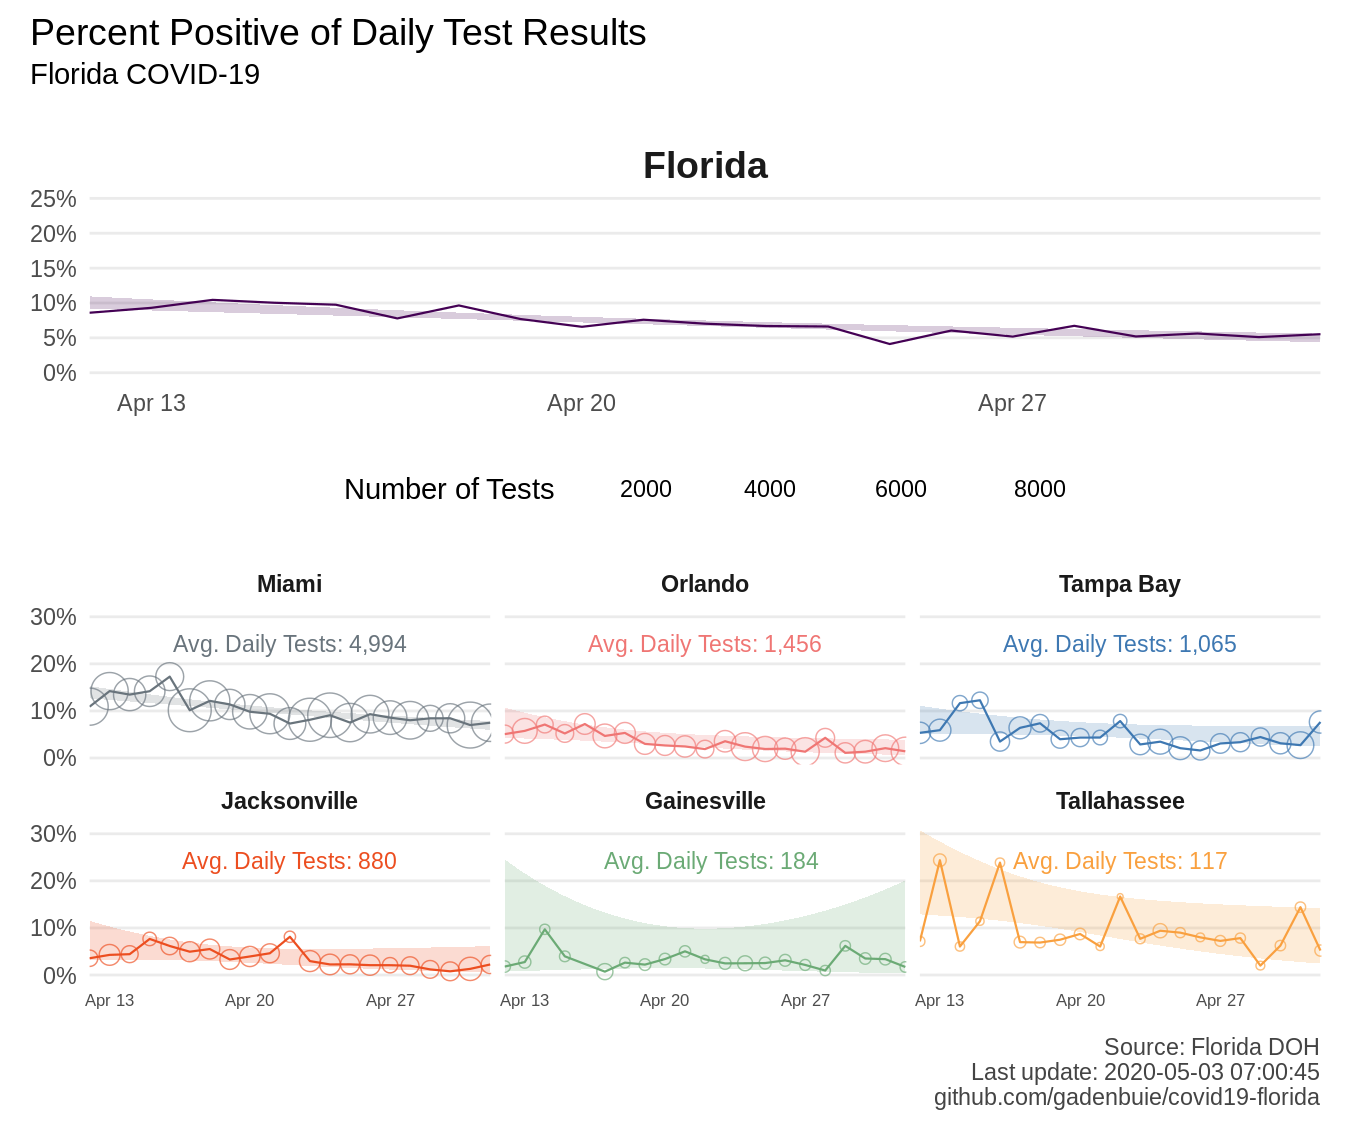 Percent Positive of Daily Test Results
Florida COVID-19
Florida
25%
20%
15%
10%
5%
0%
Apr 13 Apr 20 Apr 27
Number of Tests 2000 4000 6000 8000
Miami Orlando Tampa Bay
30%
Avg. Daily Tests: 4,994 Avg. Daily Tests: 1,456 Avg. Daily Tests: 1,065
20%
10%
0%
Jacksonville Gainesville Tallahassee
30%
Avg. Daily Tests: 880 Avg. Daily Tests: 184 Avg. Daily Tests: 117
20%
10%
0%
Apr 13 Apr 20 Apr 27 Apr 13 Apr 20 Apr 27 Apr 13 Apr 20 Apr 27
Source: Florida DOH
Last update: 2020-05-03 07:00:45
github.com/gadenbuie/covid19-florida